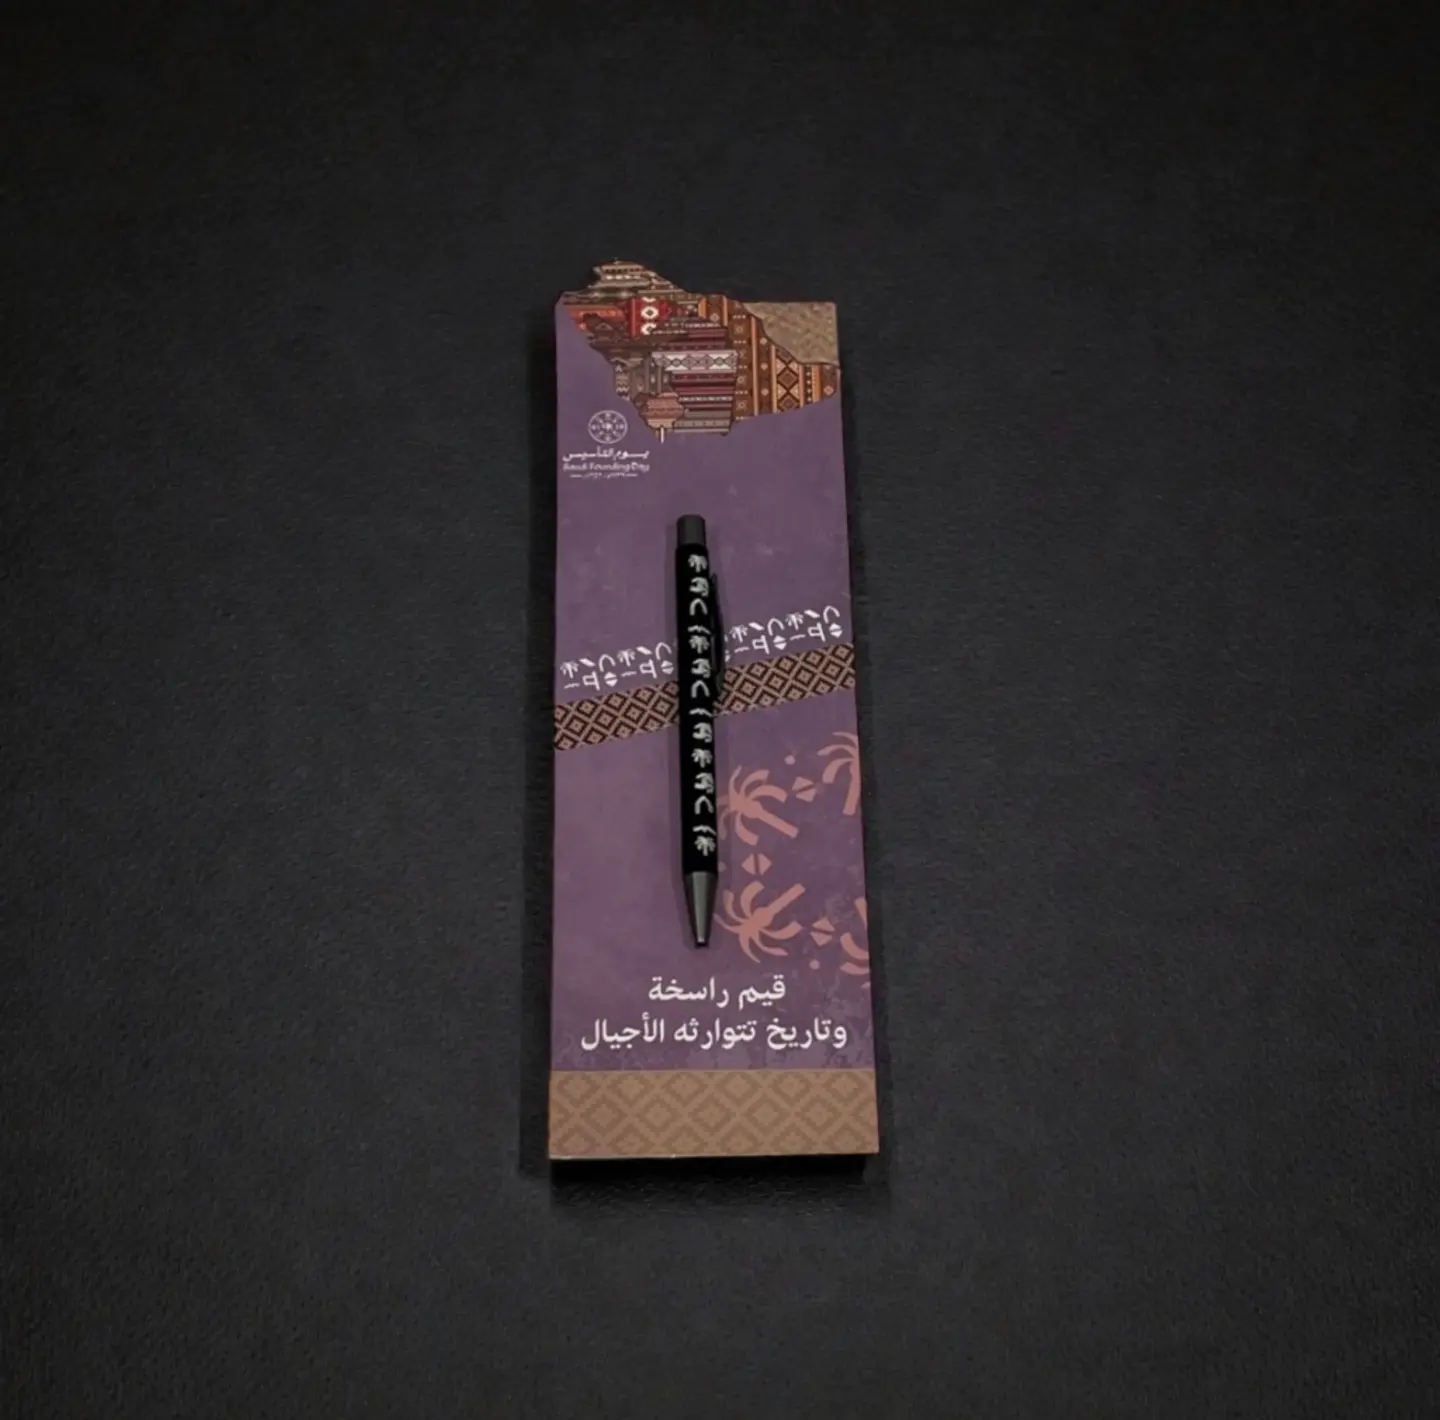 يوم التأسيس
Saudi Founding Day
قيم راسخة
وتاريخ تتوارثه الأجيال